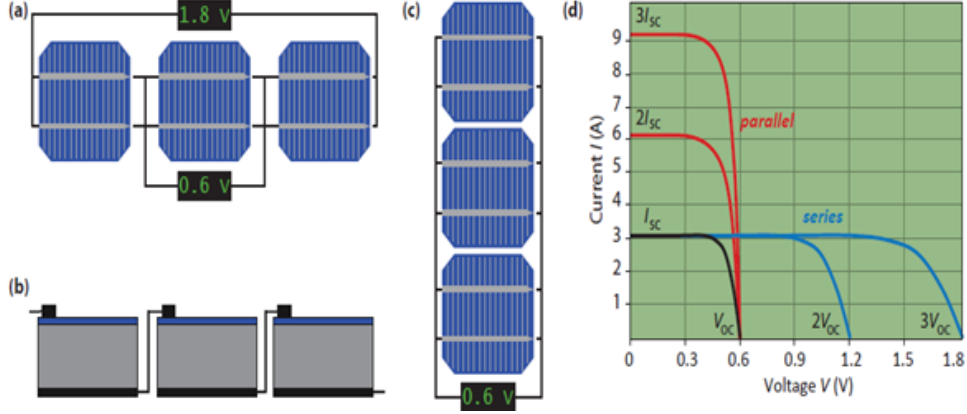 (a)
1.8 V
0.6 V
(b)
(c)
0.6 V
(d)
3I_SC
2I_SC
I_SC
parallel
series
V_OC
2V_OC
3V_OC
Current I (A)
9
8
7
6
5
4
3
2
1
0 0.3 0.6 0.9 1.2 1.5 1.8
Voltage V (V)